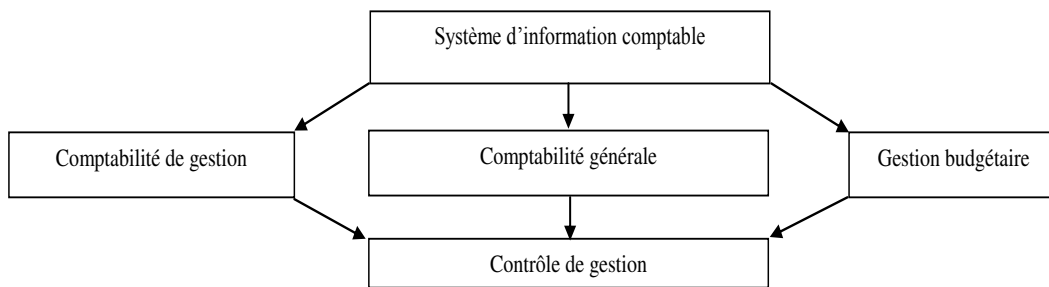 Système d’information comptable
Comptabilité de gestion
Comptabilité générale
Gestion budgétaire
Contrôle de gestion